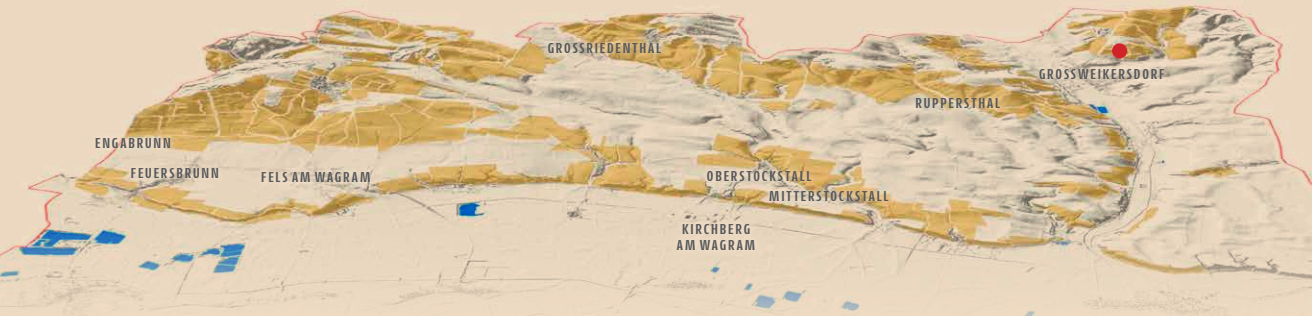 GROSSRIEDENTHAL
GROSSWEIKERSDORF
RUPPERSTHAL
ENGABRUNN
FEUERSBRUNN
FELS AM WAGRAM
OBERSTOCKSTALL
MITTERSTOCKSTALL
KIRCHBERG
AM WAGRAM